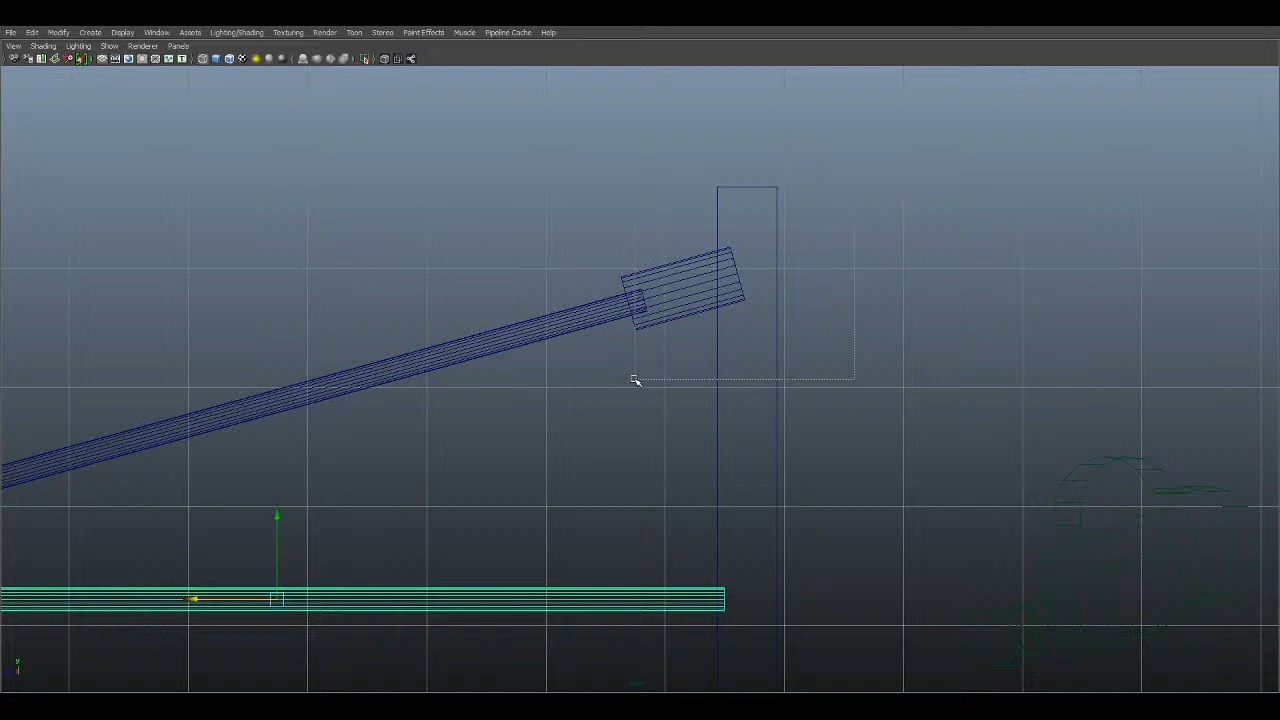 File Edit Modify Create Display Window Assets Lighting/Shading Texturing Render Toon Stereo Paint Effects Muscle Pipeline Cache Help
View Shading Lighting Show Renderer Panels
y